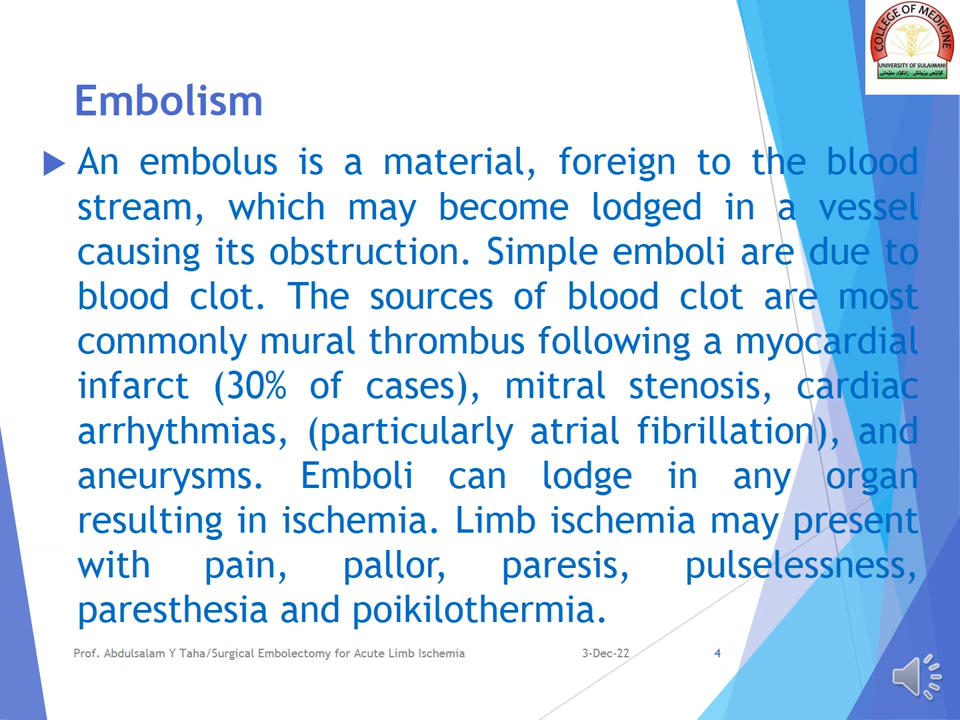 COLLEGE OF MEDICINE
UNIVERSITY OF SULAIMANI
Embolism
An embolus is a material, foreign to the blood
stream, which may become lodged in a vessel
causing its obstruction. Simple emboli are due to
blood clot. The sources of blood clot are most
commonly mural thrombus following a myocardial
infarct (30% of cases), mitral stenosis, cardiac
arrhythmias, (particularly atrial fibrillation), and
aneurysms. Emboli can lodge in any organ
resulting in ischemia. Limb ischemia may present
with pain, pallor, paresis, pulselessness,
paresthesia and poikilothermia.
Prof. Abdulsalam Y Taha/Surgical Embolectomy for Acute Limb Ischemia 3-Dec-22 4